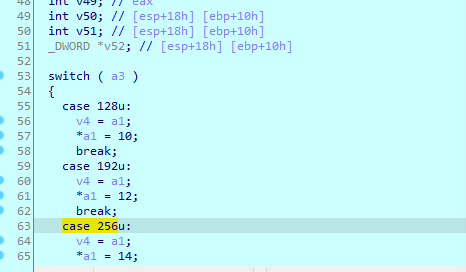 48 int v49; // eax
49 int v50; // [esp+18h] [ebp+10h]
50 int v51; // [esp+18h] [ebp+10h]
51 _DWORD *v52; // [esp+18h] [ebp+10h]
52
53 switch ( a3 )
54 {
55 case 128u:
56 v4 = a1;
57 *a1 = 10;
58 break;
59 case 192u:
60 v4 = a1;
61 *a1 = 12;
62 break;
63 case 256u:
64 v4 = a1;
65 *a1 = 14;